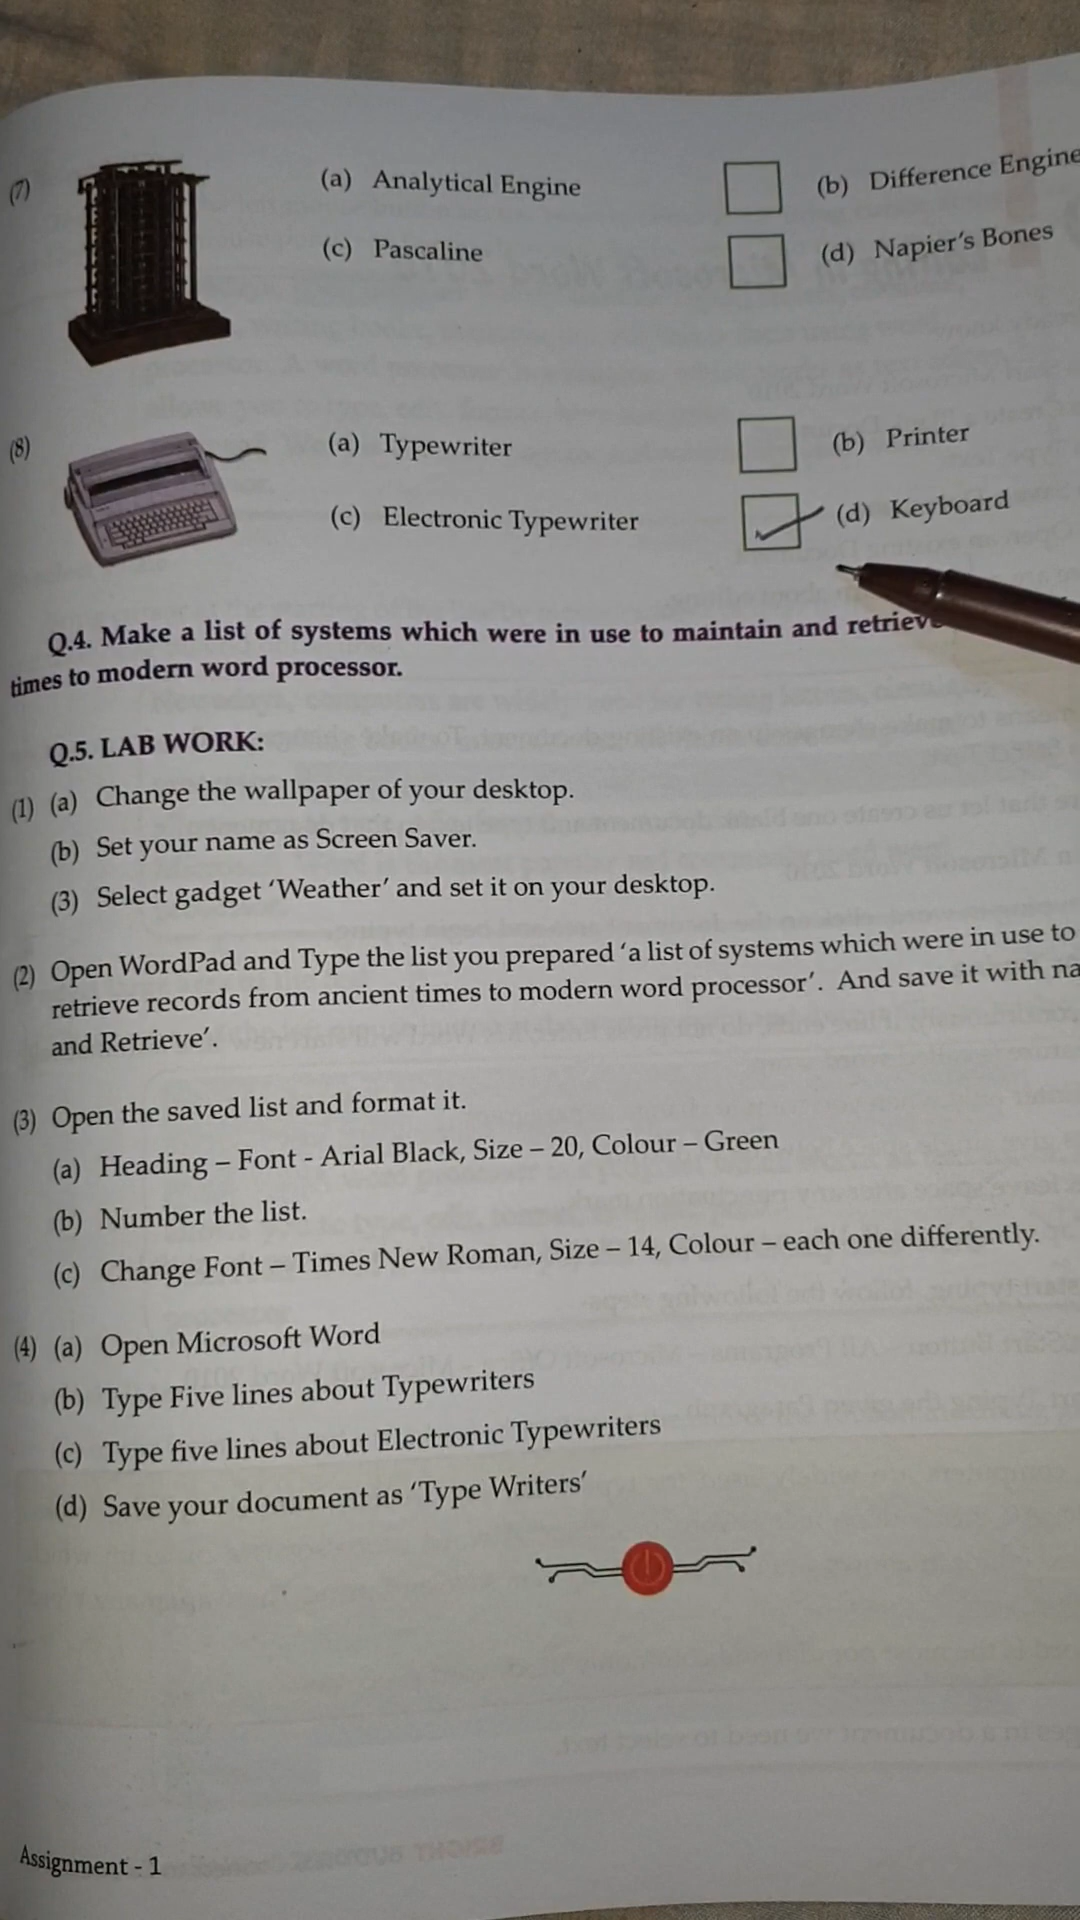 (7) (a) Analytical Engine (b) Difference Engine
(c) Pascaline (d) Napier's Bones
(8) (a) Typewriter (b) Printer
(c) Electronic Typewriter (d) Keyboard
Q.4. Make a list of systems which were in use to maintain and retrieve
times to modern word processor.
Q.5. LAB WORK:
(1) (a) Change the wallpaper of your desktop.
(b) Set your name as Screen Saver.
(3) Select gadget 'Weather' and set it on your desktop.
(2) Open WordPad and Type the list you prepared 'a list of systems which were in use to
retrieve records from ancient times to modern word processor'. And save it with na
and Retrieve'.
(3) Open the saved list and format it.
(a) Heading – Font - Arial Black, Size – 20, Colour – Green
(b) Number the list.
(c) Change Font – Times New Roman, Size – 14, Colour – each one differently.
(4) (a) Open Microsoft Word
(b) Type Five lines about Typewriters
(c) Type five lines about Electronic Typewriters
(d) Save your document as 'Type Writers'
Assignment - 1